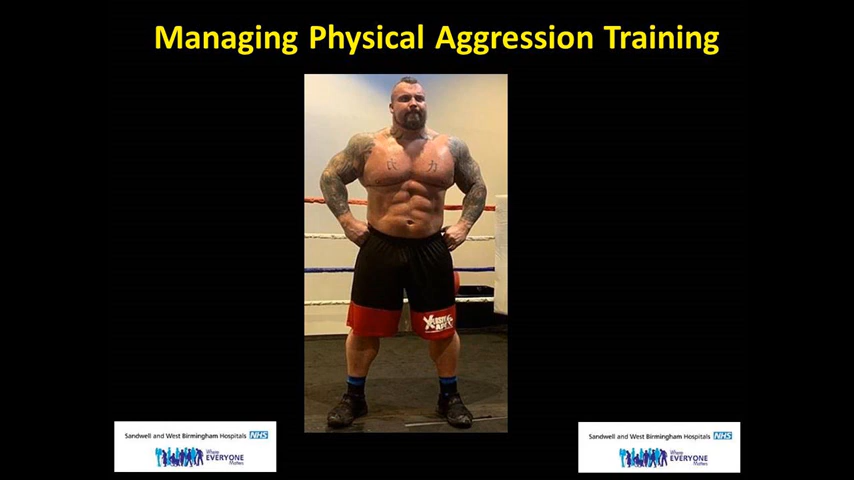 Managing Physical Aggression Training
Sandwell and West Birmingham Hospitals NHS
Where
EVERYONE
Matters
Sandwell and West Birmingham Hospitals NHS
Where
EVERYONE
Matters